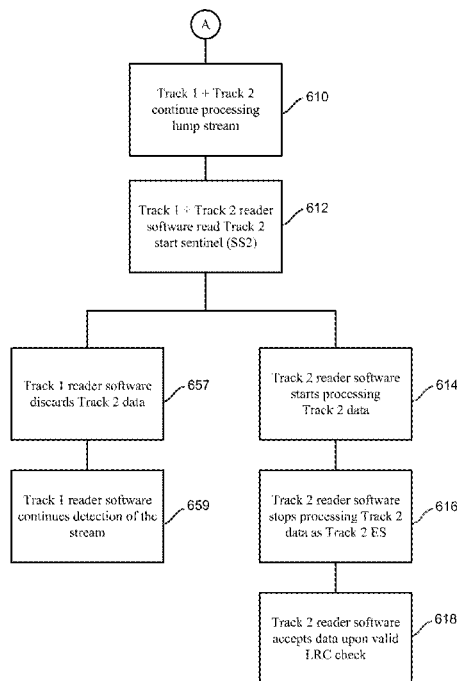 A
Track 1 + Track 2
continue processing
lump stream
610
Track 1 + Track 2 reader
software read Track 2
start sentinel (SS2)
612
Track 1 reader software
discards Track 2 data
657
Track 2 reader software
starts processing
Track 2 data
614
Track 1 reader software
continues detection of the
stream
659
Track 2 reader software
stops processing Track 2
data as Track 2 ES
616
Track 2 reader software
accepts data upon valid
LRC check
618